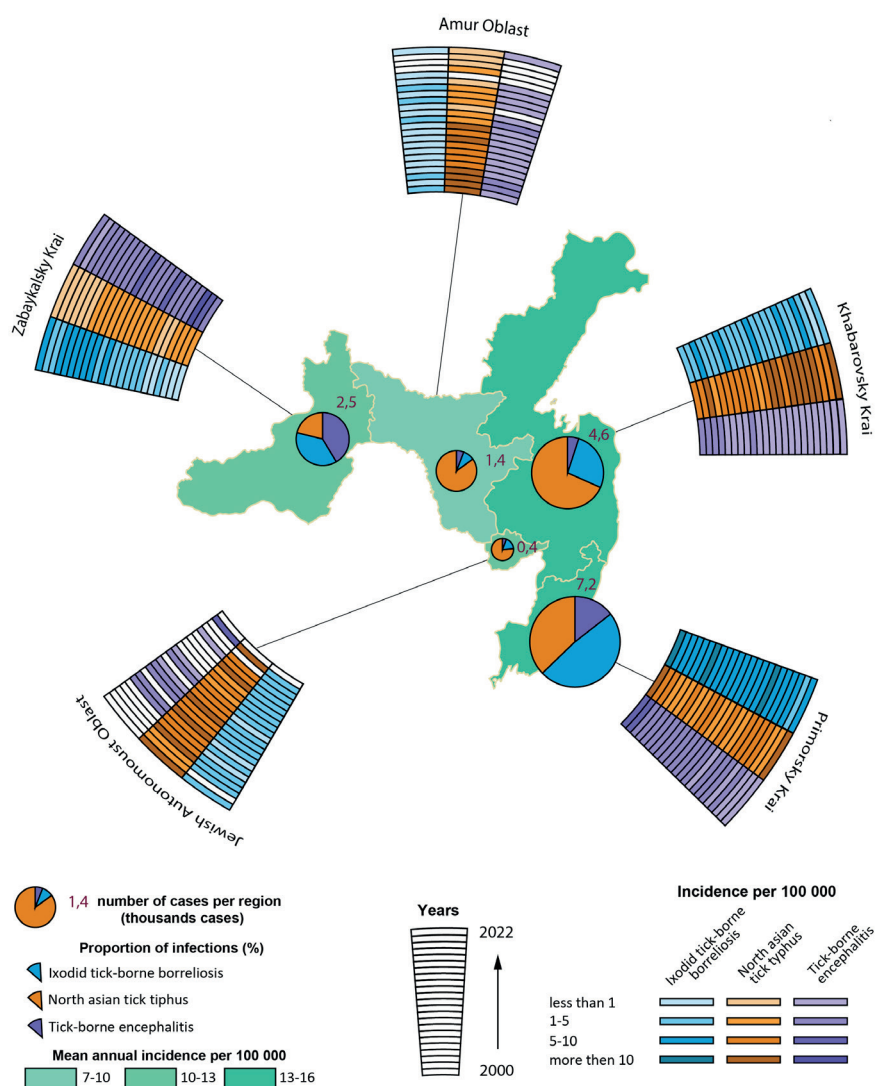 Amur Oblast
Zabaykalsky Krai
Khabarovsky Krai
2,5
4,6
1,4
0,4
7,2
Jewish Autonomoust Oblast
Primorsky Krai
1,4 number of cases per region
(thousands cases)
Proportion of infections (%)
Ixodid tick-borne borreliosis
North asian tick tiphus
Tick-borne encephalitis
Mean annual incidence per 100 000
7-10
10-13
13-16
Years
2022
2000
Incidence per 100 000
Ixodid tick-borne
borreliosis
North asian
tick typhus
Tick-borne
encephalitis
less than 1
1-5
5-10
more then 10